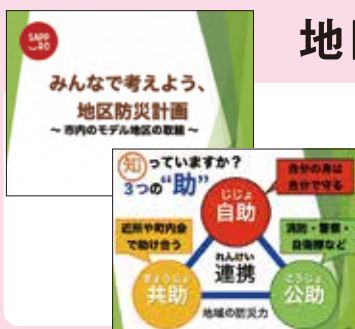 地
SAPP
RO
みんなで考えよう、
地区防災計画
～ 市内のモデル地区の取組 ～
知っていますか？
3つの“助”
自分の身は
自分で守る
じじょ
自助
近所や町内会
で助け合う
消防・警察・
自衛隊など
れんけい
連携
きょうじょ
共助
こうじょ
公助
地域の防災力